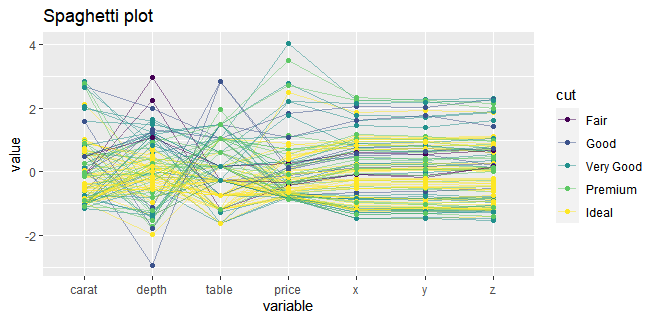 Spaghetti plot
value
4
2
0
-2
carat depth table price x y z
variable
cut
Fair
Good
Very Good
Premium
Ideal